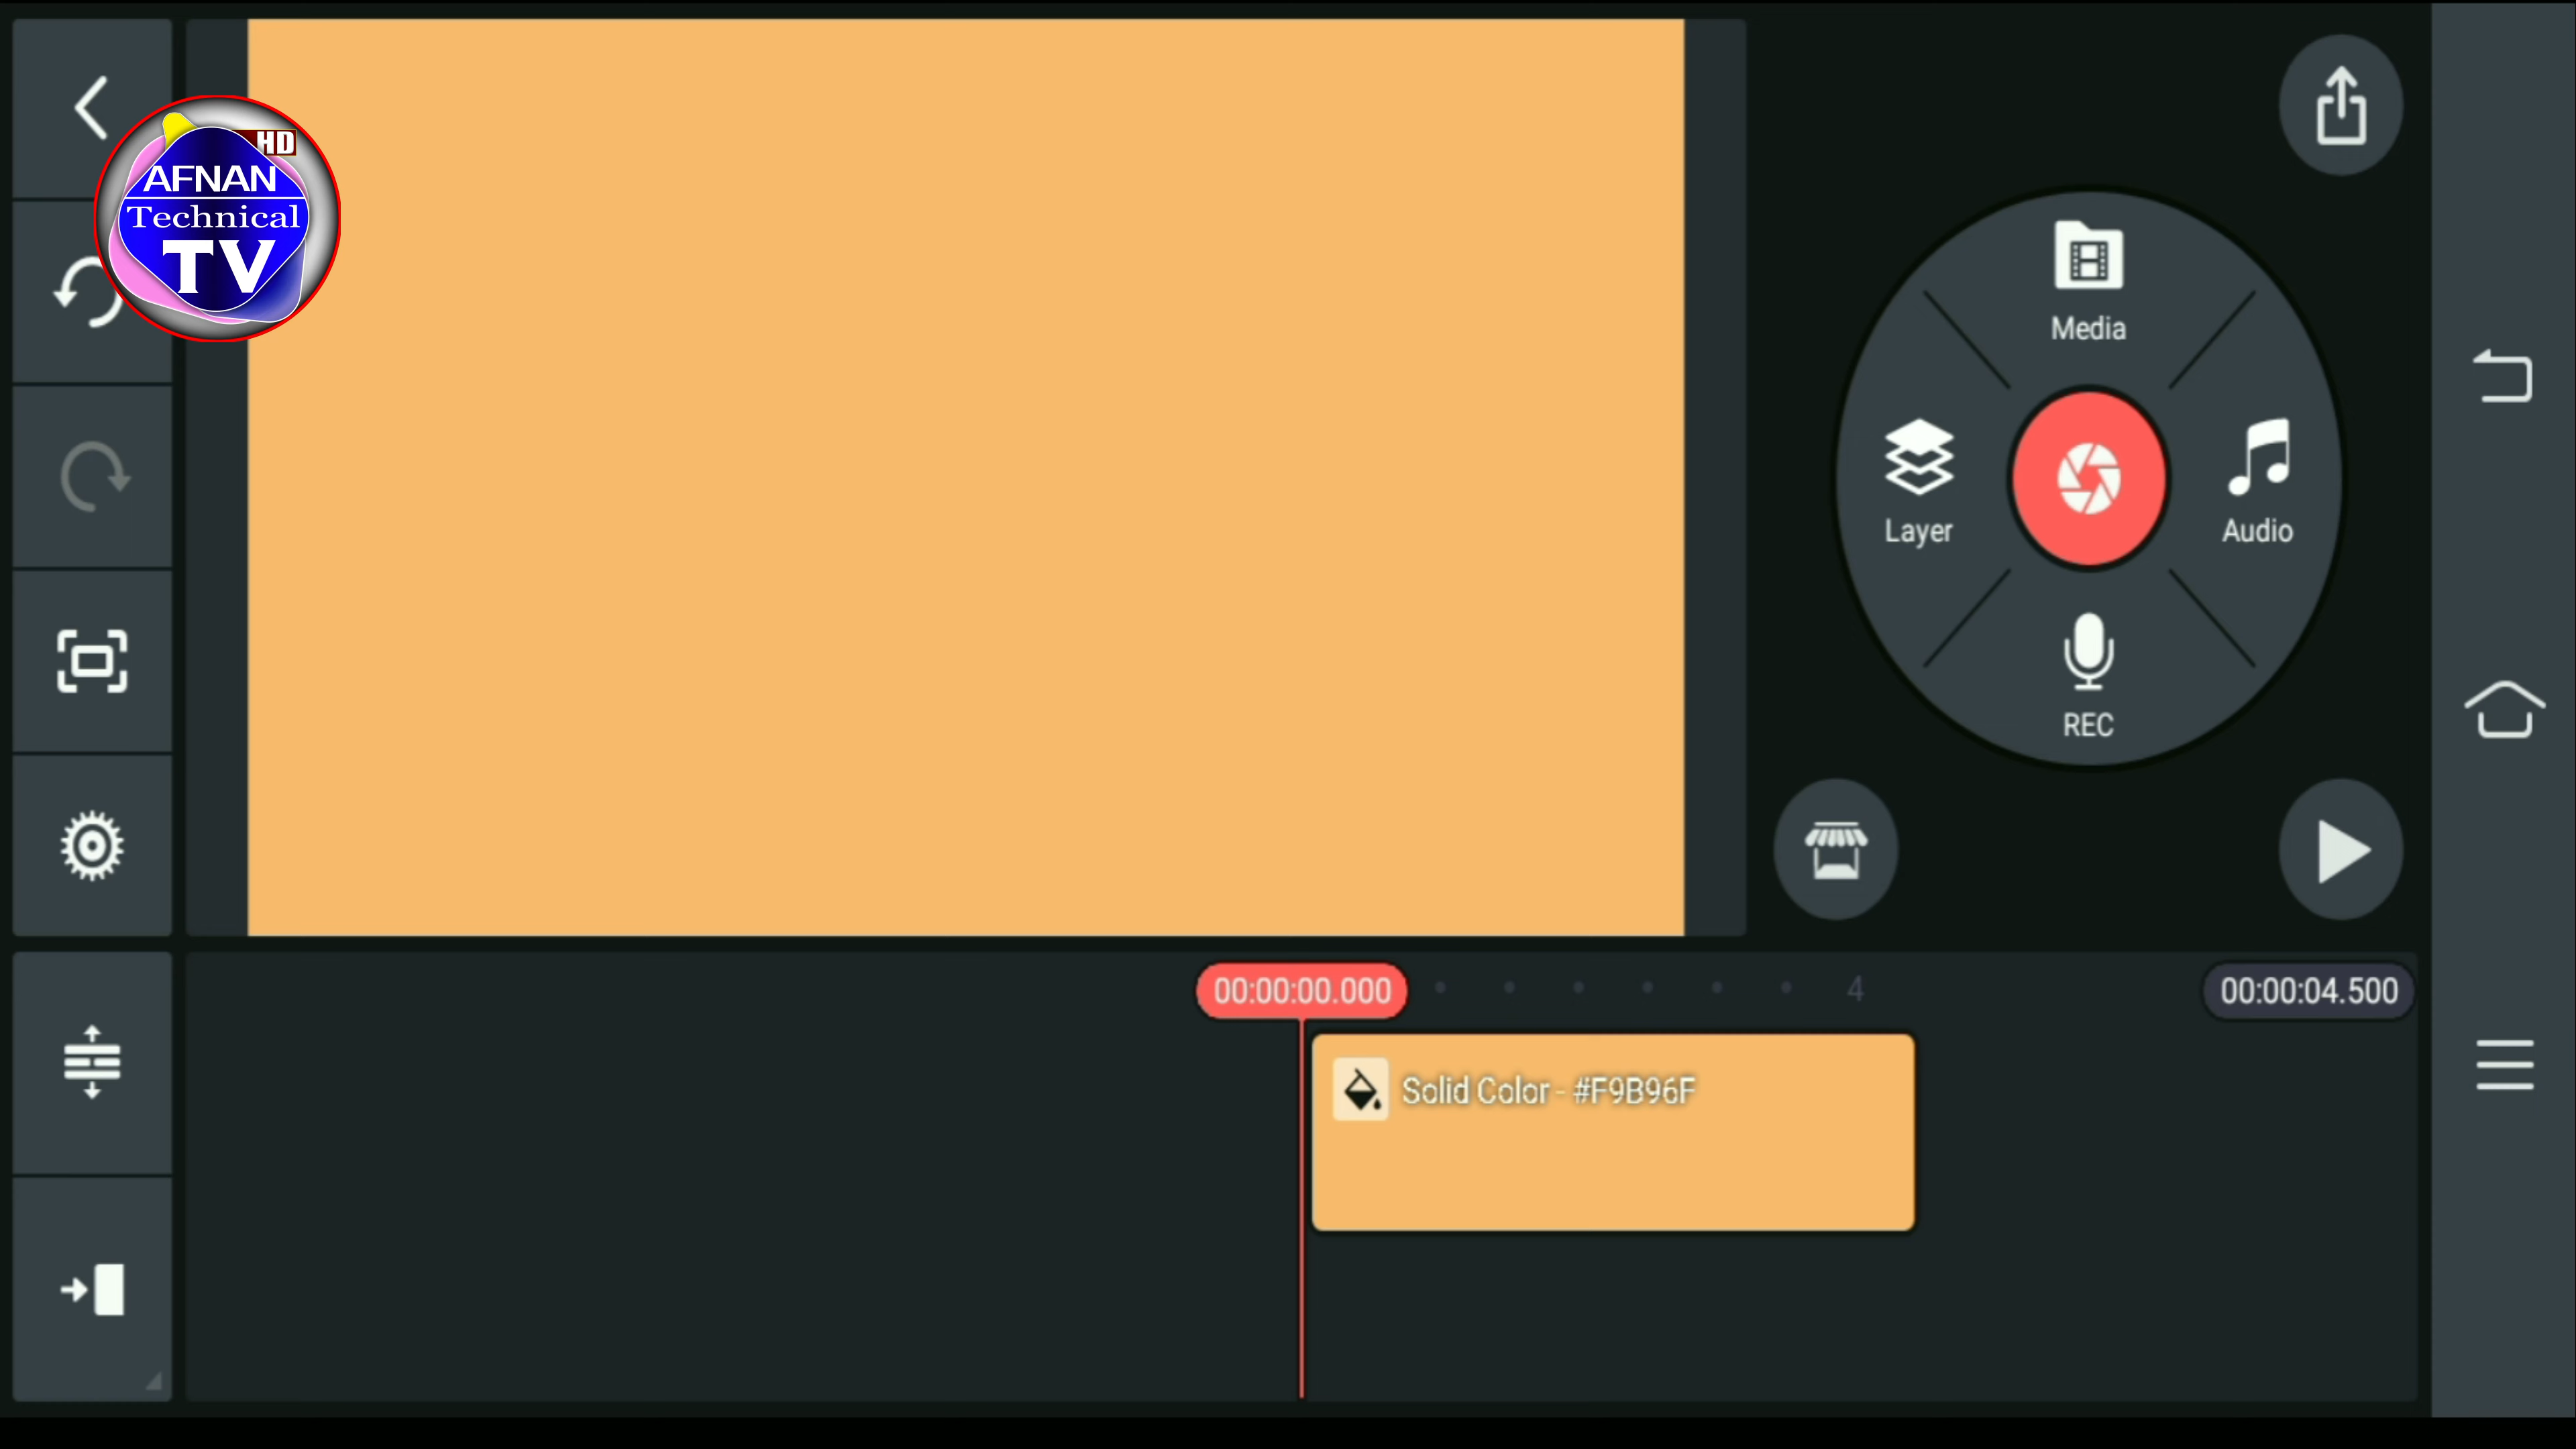 HD
AFNAN
Technical
TV
Media
Layer
Audio
REC
00:00:00.000
4
00:00:04.500
Solid Color - #F9B96F